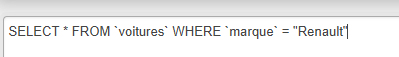 SELECT * FROM `voitures` WHERE `marque` = "Renault"